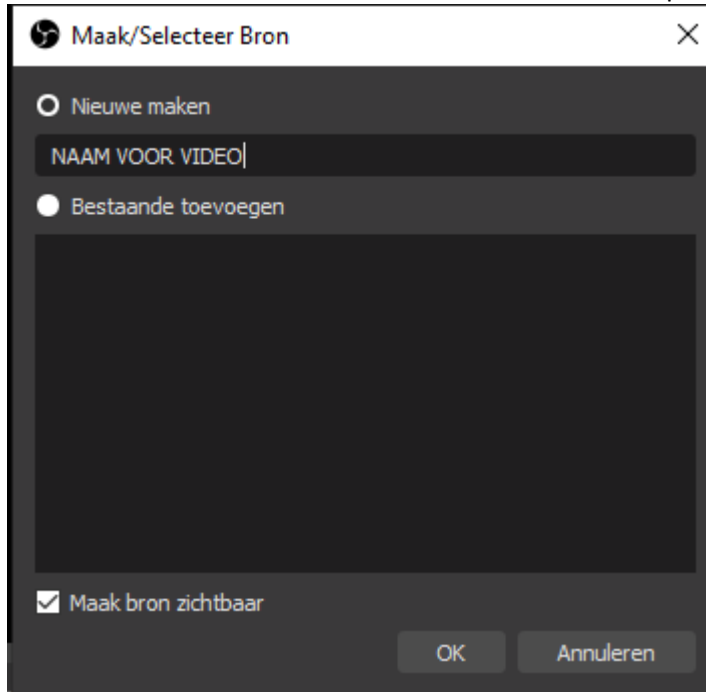 Maak/Selecteer Bron
Nieuwe maken
NAAM VOOR VIDEO
Bestaande toevoegen
Maak bron zichtbaar
OK Annuleren